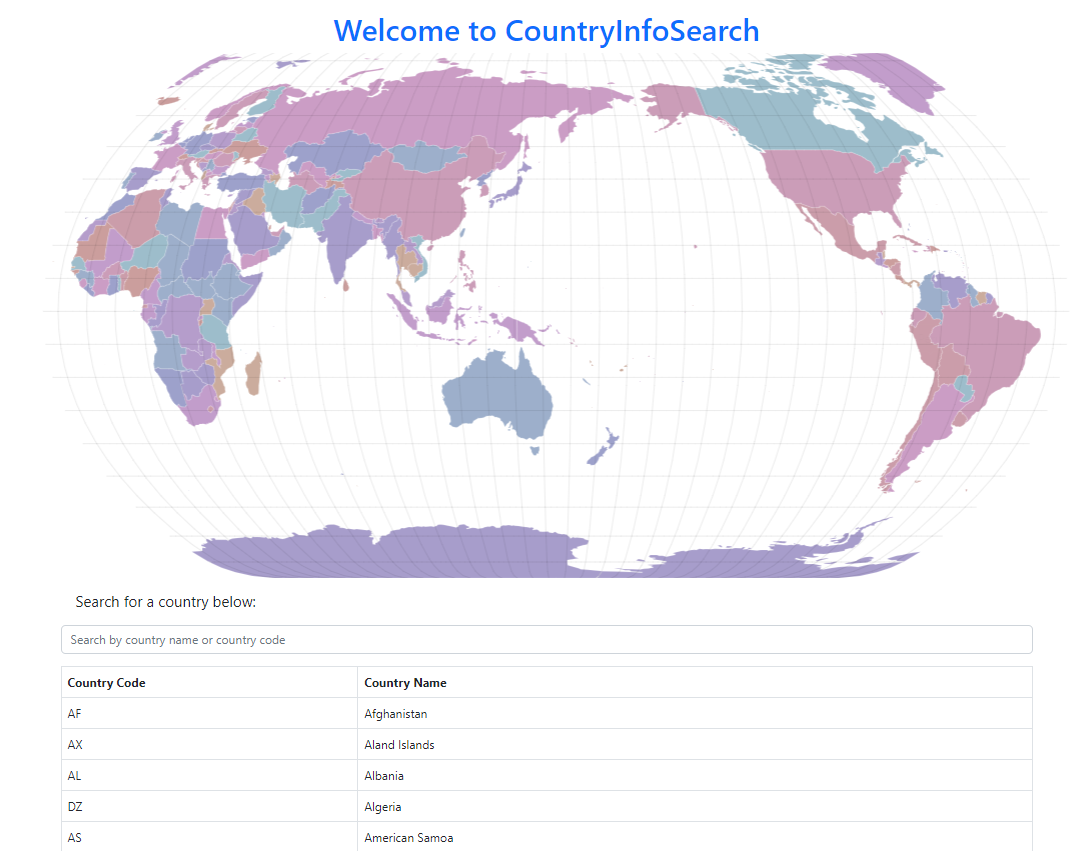 Welcome to CountryInfoSearch
Search for a country below:
Search by country name or country code
Country Code Country Name
AF Afghanistan
AX Aland Islands
AL Albania
DZ Algeria
AS American Samoa